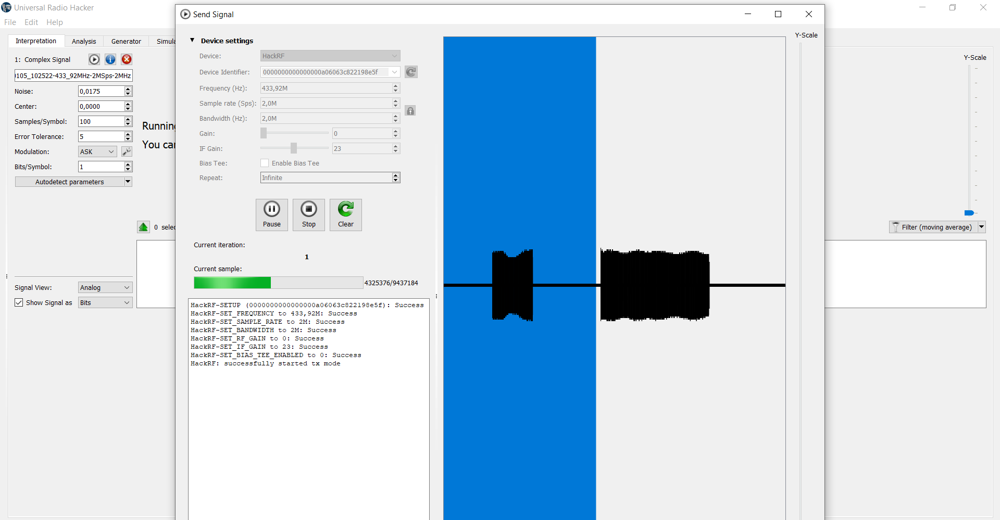 Universal Radio Hacker
File Edit Help
Interpretation Analysis Generator Simula
1: Complex Signal
0105_102522-433_92MHz-2MSps-2MHz
Noise: 0,0175
Center: 0,0000
Samples/Symbol: 100
Error Tolerance: 5
Modulation: ASK
Bits/Symbol: 1
Autodetect parameters
Signal View: Analog
Show Signal as Bits
Running
You can
0 selec
Send Signal
Device settings
Device: HackRF
Device Identifier: 0000000000000000a06063c822198e5f
Frequency (Hz): 433,92M
Sample rate (Sps): 2,0M
Bandwidth (Hz): 2,0M
Gain: 0
IF Gain: 23
Bias Tee: Enable Bias Tee
Repeat: Infinite
Pause Stop Clear
Current iteration:
1
Current sample:
4325376/9437184
HackRF-SETUP (0000000000000000a06063c822198e5f): Success
HackRF-SET_FREQUENCY to 433,92M: Success
HackRF-SET_SAMPLE_RATE to 2M: Success
HackRF-SET_BANDWIDTH to 2M: Success
HackRF-SET_RF_GAIN to 0: Success
HackRF-SET_IF_GAIN to 23: Success
HackRF-SET_BIAS_TEE_ENABLED to 0: Success
HackRF: successfully started tx mode
Y-Scale
Y-Scale
Filter (moving average)